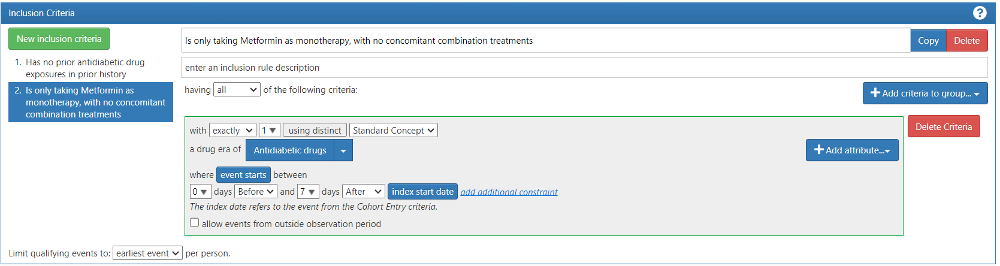 Inclusion Criteria
?
New inclusion criteria
1. Has no prior antidiabetic drug
exposures in prior history
2. Is only taking Metformin as
monotherapy, with no concomitant
combination treatments
Is only taking Metformin as monotherapy, with no concomitant combination treatments
Copy Delete
enter an inclusion rule description
having all of the following criteria:
Add criteria to group...
with exactly 1 using distinct Standard Concept
Delete Criteria
a drug era of Antidiabetic drugs
Add attribute...
where event starts between
0 days Before and 7 days After index start date add additional constraint
The index date refers to the event from the Cohort Entry criteria.
allow events from outside observation period
Limit qualifying events to: earliest event per person.